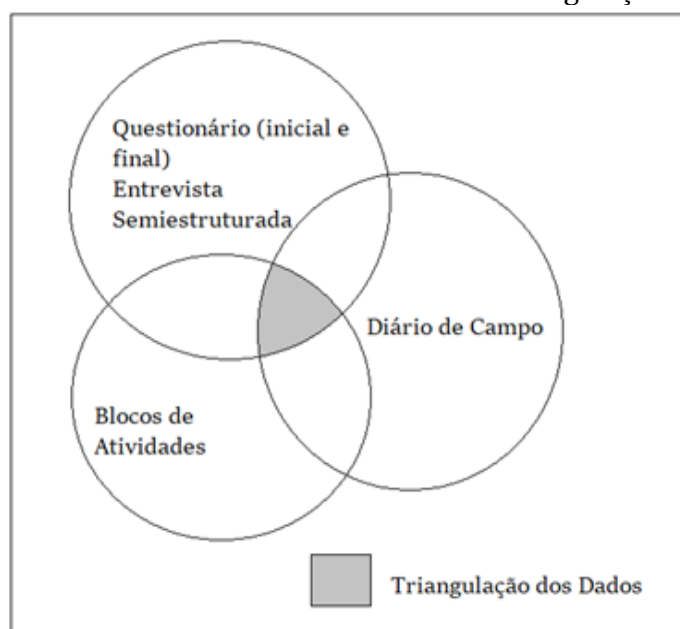 Questionário (inicial e
final)
Entrevista
Semiestruturada
Diário de Campo
Blocos de
Atividades
Triangulação dos Dados